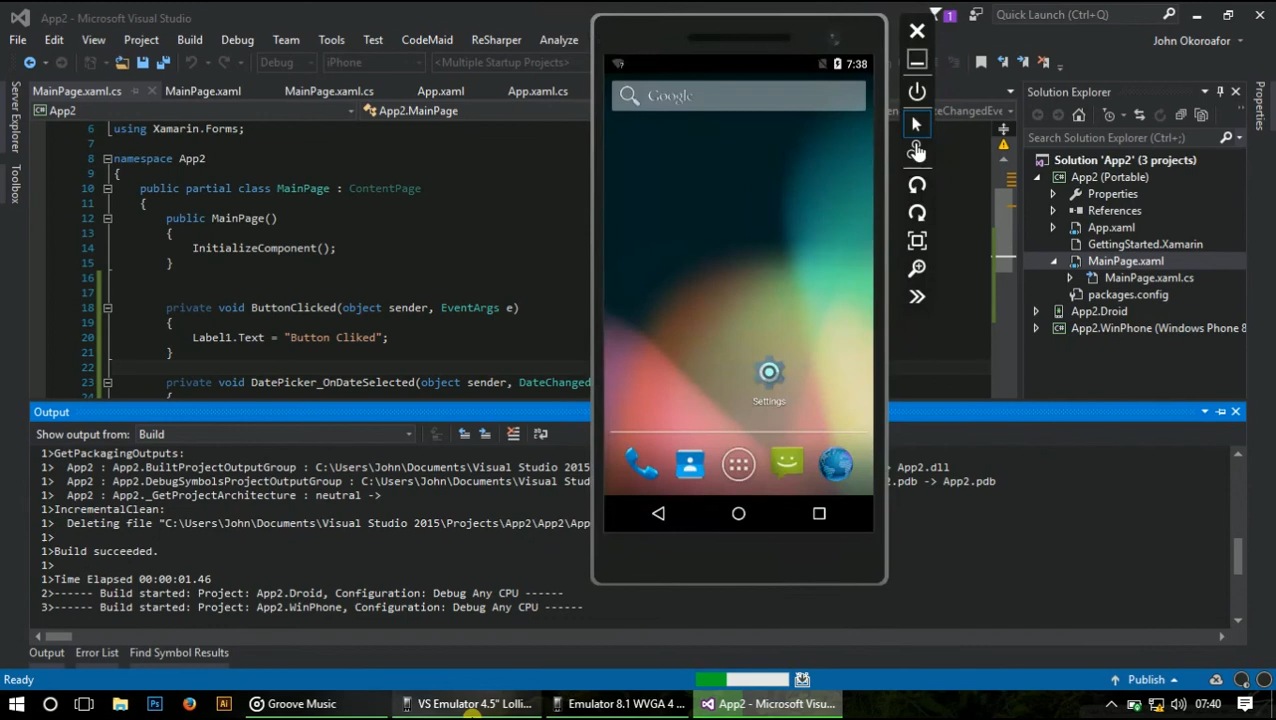 App2 - Microsoft Visual Studio
1
Quick Launch (Ctrl+Q)
File Edit View Project Build Debug Team Tools Test CodeMaid ReSharper Analyze
John Okoroafor
Debug iPhone <Multiple Startup Projects>
MainPage.xaml.cs MainPage.xaml MainPage.xaml.cs App.xaml App.xaml.cs
App2 App2.MainPage
Server Explorer
Toolbox
6 using Xamarin.Forms;
7
8 namespace App2
9 {
10 public partial class MainPage : ContentPage
11 {
12 public MainPage()
13 {
14 InitializeComponent();
15 }
16
17
18 private void ButtonClicked(object sender, EventArgs e)
19 {
20 Label1.Text = "Button Cliked";
21 }
22
23 private void DatePicker_OnDateSelected(object sender, DateChanged
24 {
7:38
Google
Settings
Solution Explorer
Search Solution Explorer (Ctrl+;)
Solution 'App2' (3 projects)
App2 (Portable)
Properties
References
App.xaml
GettingStarted.Xamarin
MainPage.xaml
MainPage.xaml.cs
packages.config
App2.Droid
App2.WinPhone (Windows Phone 8
Properties
Output
Show output from: Build
1>GetPackagingOutputs:
1> App2 : App2.BuiltProjectOutputGroup : C:\Users\John\Documents\Visual Studio 2015 App2.dll
1> App2 : App2.DebugSymbolsProjectOutputGroup : C:\Users\John\Documents\Visual Stud .pdb -> App2.pdb
1> App2 : App2._GetProjectArchitecture : neutral ->
1>IncrementalClean:
1> Deleting file "C:\Users\John\Documents\Visual Studio 2015\Projects\App2\App2\App
1>
1>Build succeeded.
1>
1>Time Elapsed 00:00:01.46
2>------ Build started: Project: App2.Droid, Configuration: Debug Any CPU ------
3>------ Build started: Project: App2.WinPhone, Configuration: Debug Any CPU ------
Output Error List Find Symbol Results
Ready
Publish
Ps
Ai
Groove Music
VS Emulator 4.5" Lolli...
Emulator 8.1 WVGA 4 ...
App2 - Microsoft Visu...
07:40